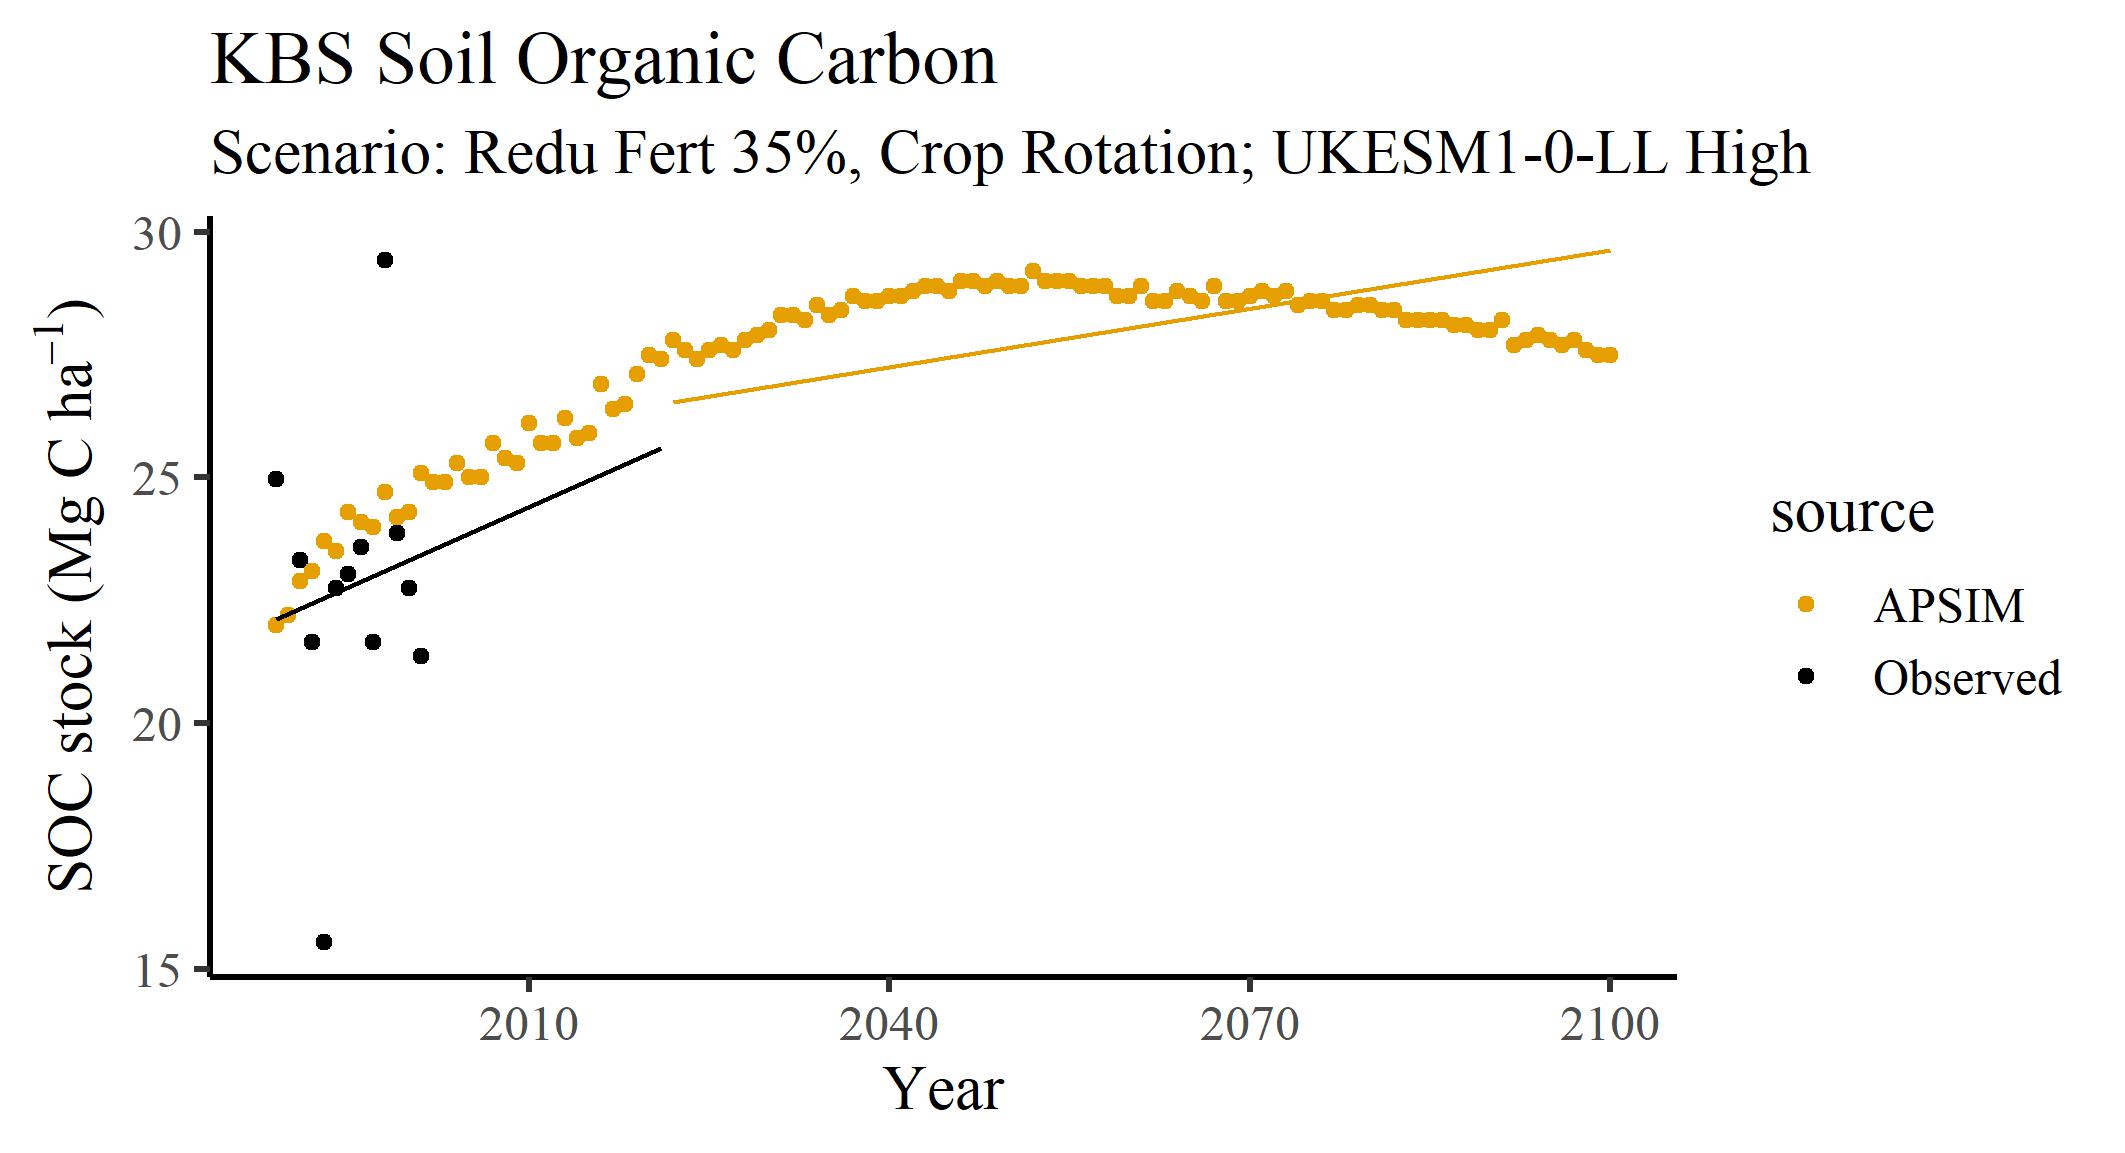 KBS Soil Organic Carbon
Scenario: Redu Fert 35%, Crop Rotation; UKESM1-0-LL High
SOC stock (Mg C ha⁻¹)
30
25
20
15
2010
2040
2070
2100
Year
source
APSIM
Observed